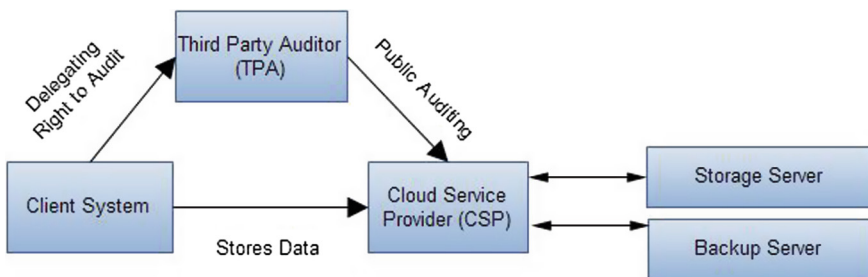 Third Party Auditor
(TPA)
Delegating
Right to Audit
Public Auditing
Client System
Stores Data
Cloud Service
Provider (CSP)
Storage Server
Backup Server